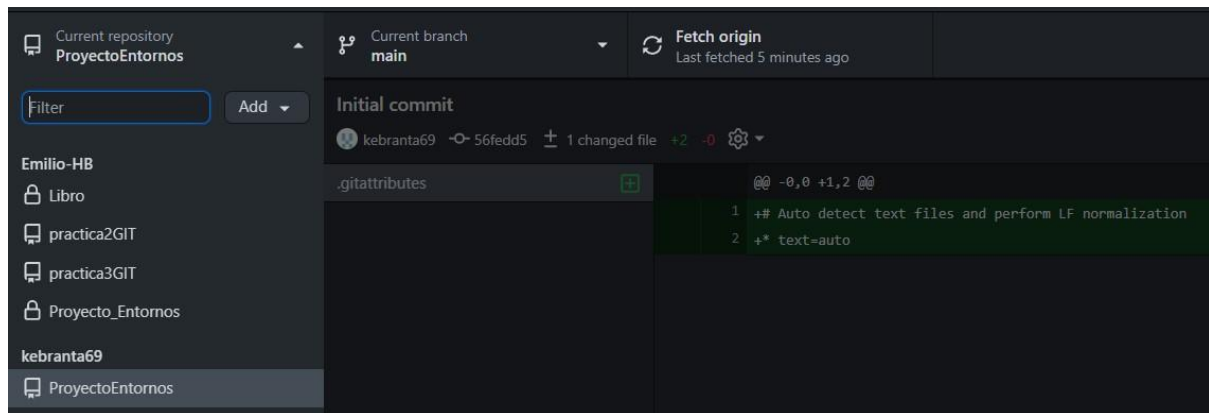 Current repository
ProyectoEntornos
Current branch
main
Fetch origin
Last fetched 5 minutes ago
Filter
Add
Emilio-HB
Libro
practica2GIT
practica3GIT
Proyecto_Entornos
kebranta69
ProyectoEntornos
Initial commit
kebranta69 56fedd5 1 changed file +2 -0
.gitattributes
@@ -0,0 +1,2 @@
1 +# Auto detect text files and perform LF normalization
2 +* text=auto